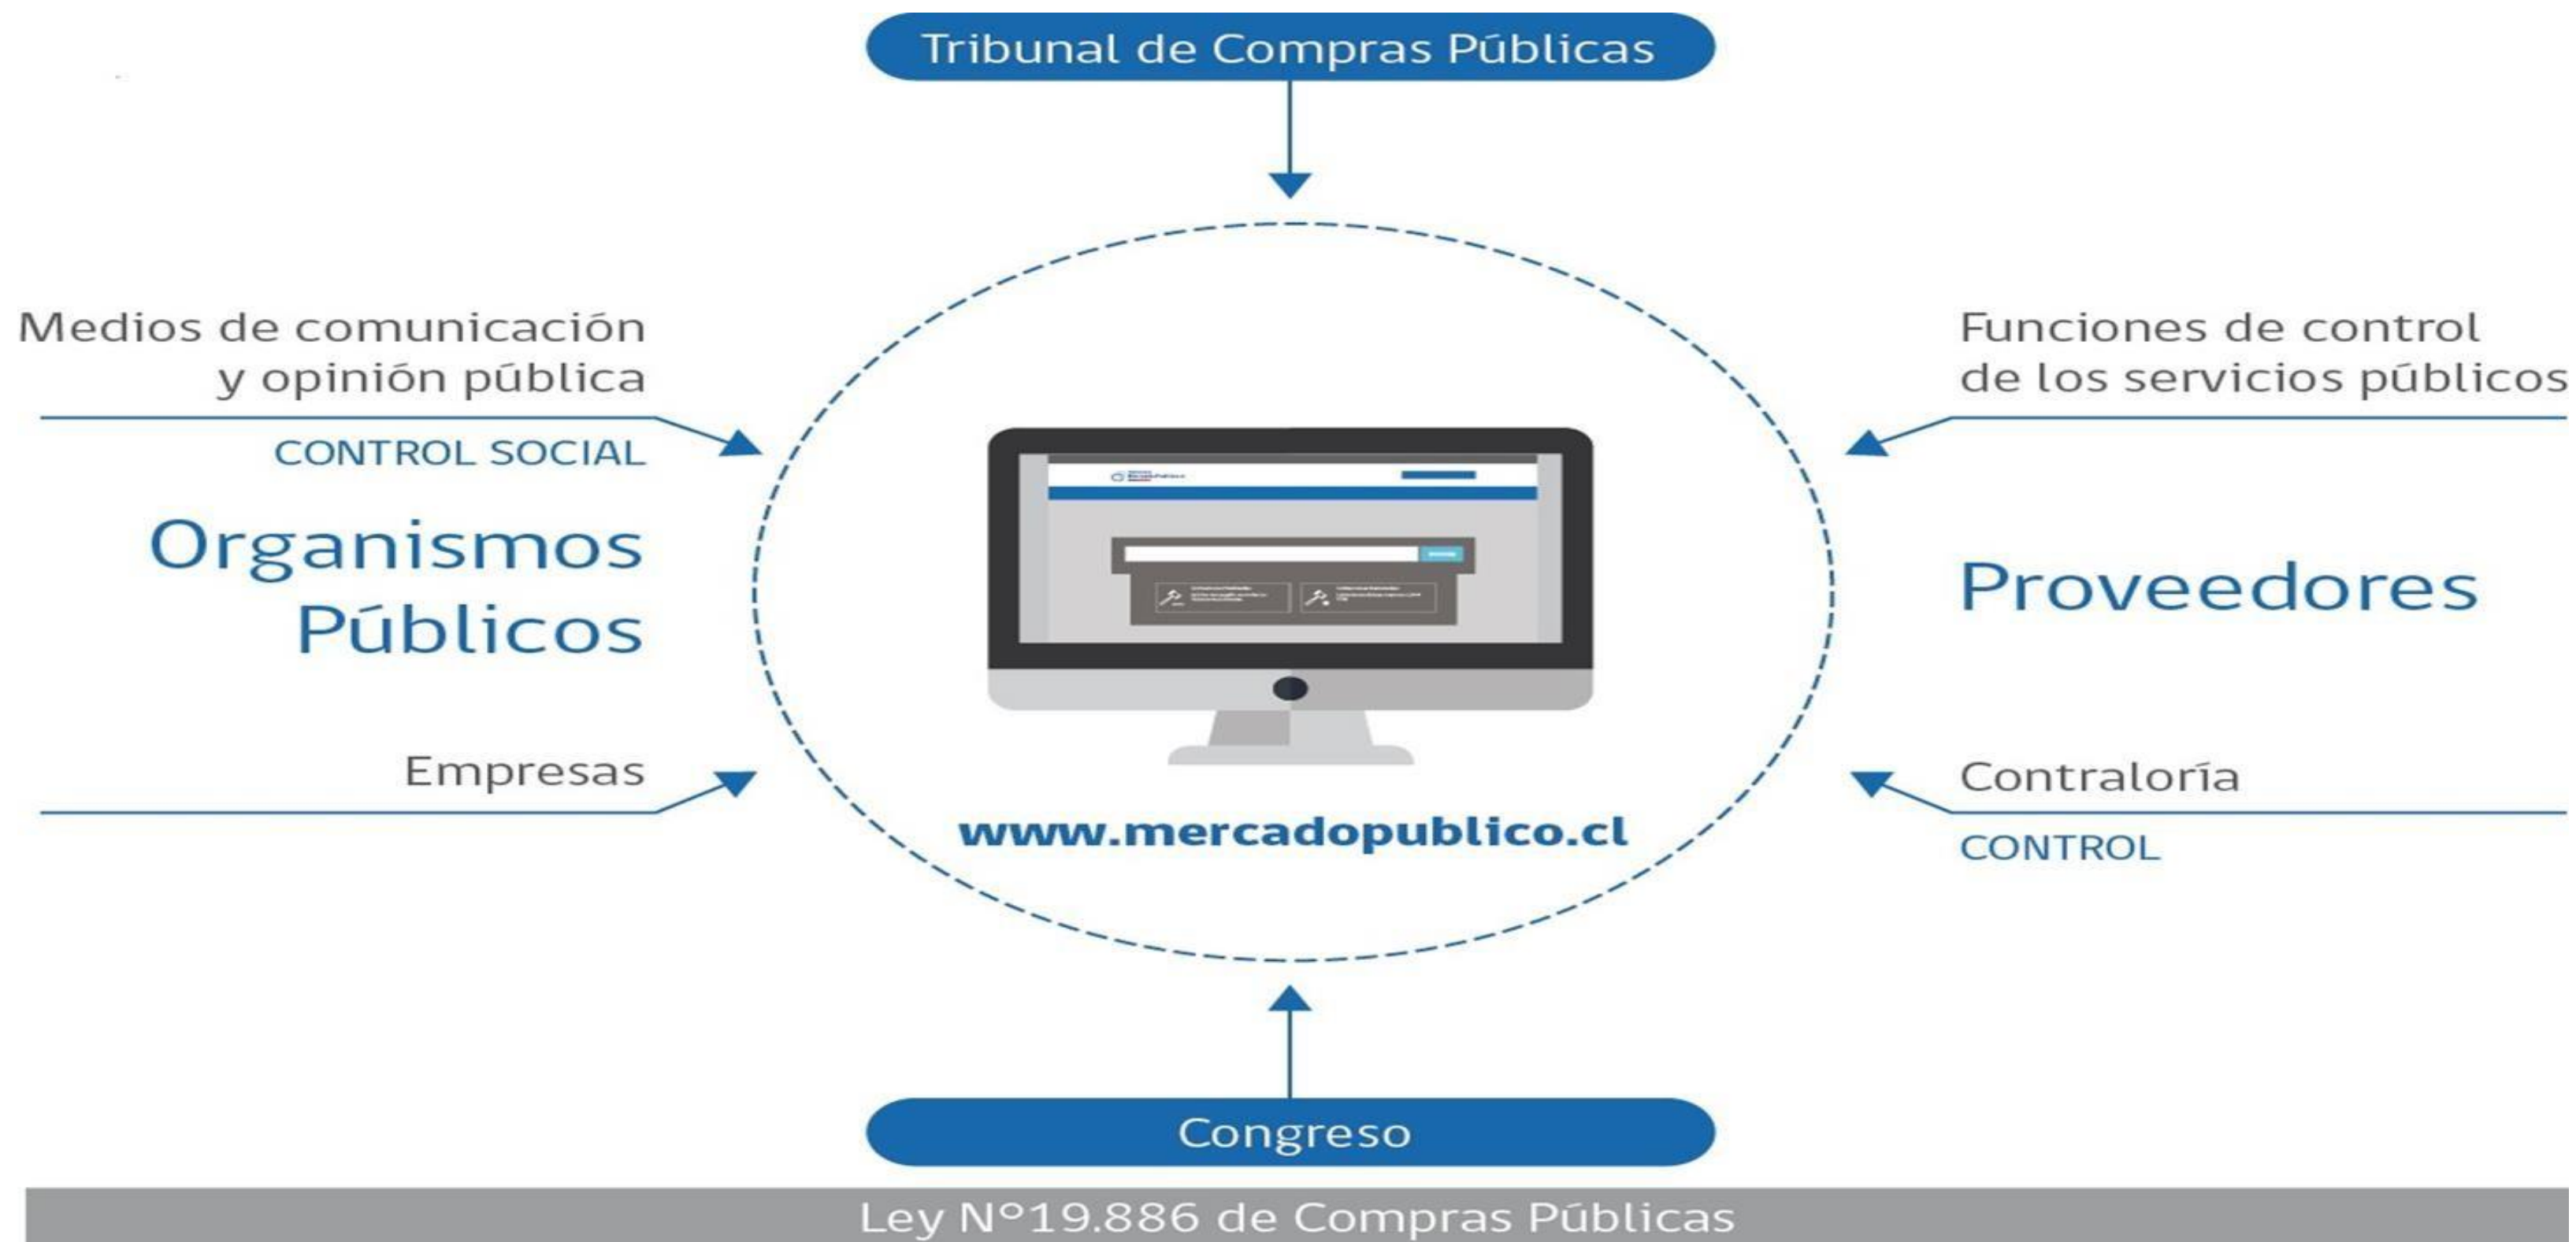 Tribunal de Compras Públicas
Medios de comunicación
y opinión pública
CONTROL SOCIAL
Organismos
Públicos
Empresas
www.mercadopublico.cl
Funciones de control
de los servicios públicos
Proveedores
Contraloría
CONTROL
Congreso
Ley N°19.886 de Compras Públicas